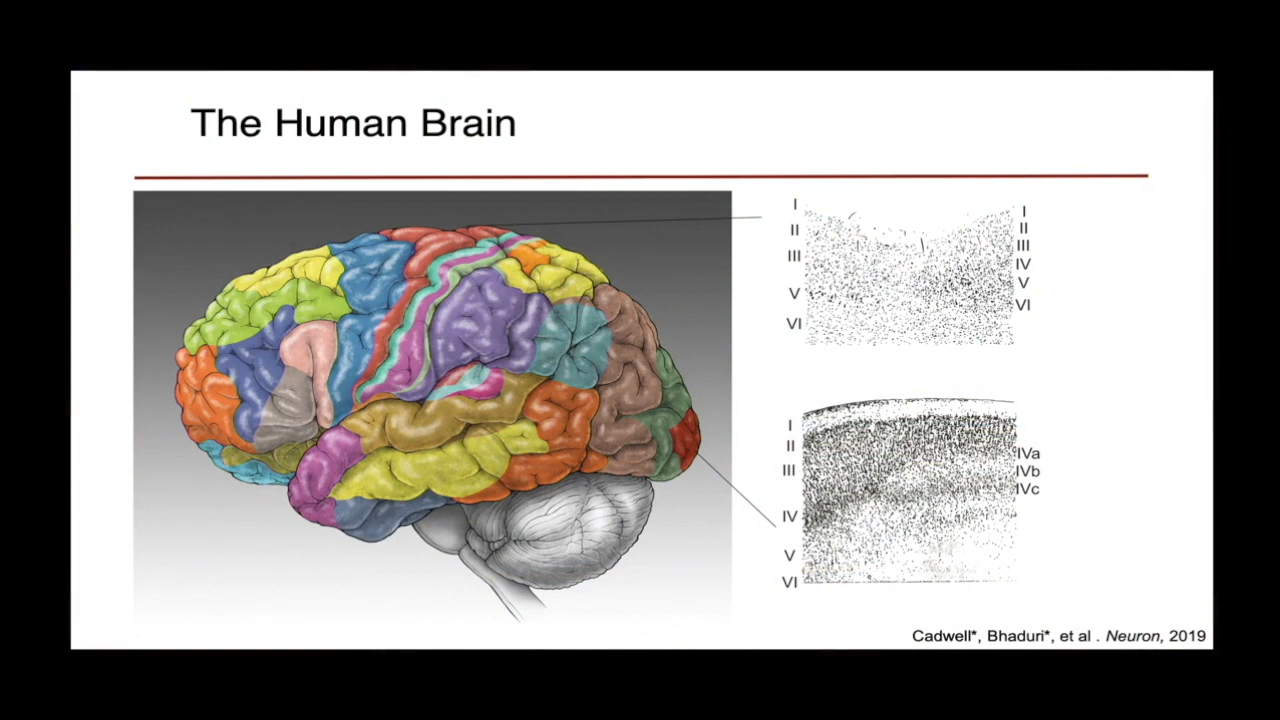 The Human Brain
I
II
III
V
VI
I
II
III
IV
V
VI
I
II
III
IV
V
VI
IVa
IVb
IVc
Cadwell*, Bhaduri*, et al . Neuron, 2019